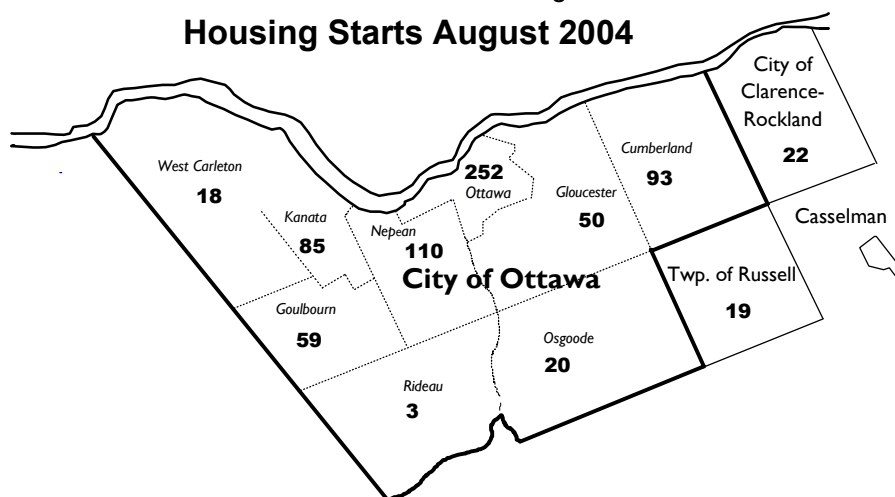 Housing Starts August 2004
City of
Clarence-
Rockland
22
West Carleton
18
252
Ottawa
Cumberland
93
Gloucester
50
Kanata
85
Nepean
110
Casselman
City of Ottawa
Twp. of Russell
19
Goulbourn
59
Osgoode
20
Rideau
3